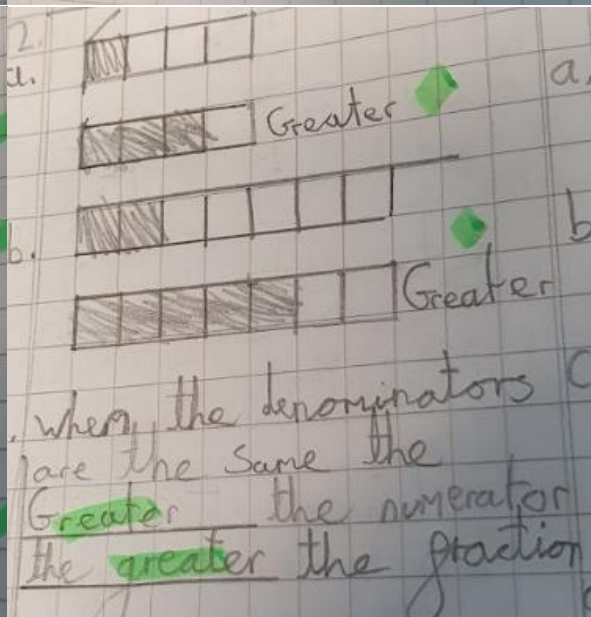 2.
a.
Greater
a.
b.
b
Greater
. when the denominators
are the same the
Greater the numerator
the greater the fraction
C